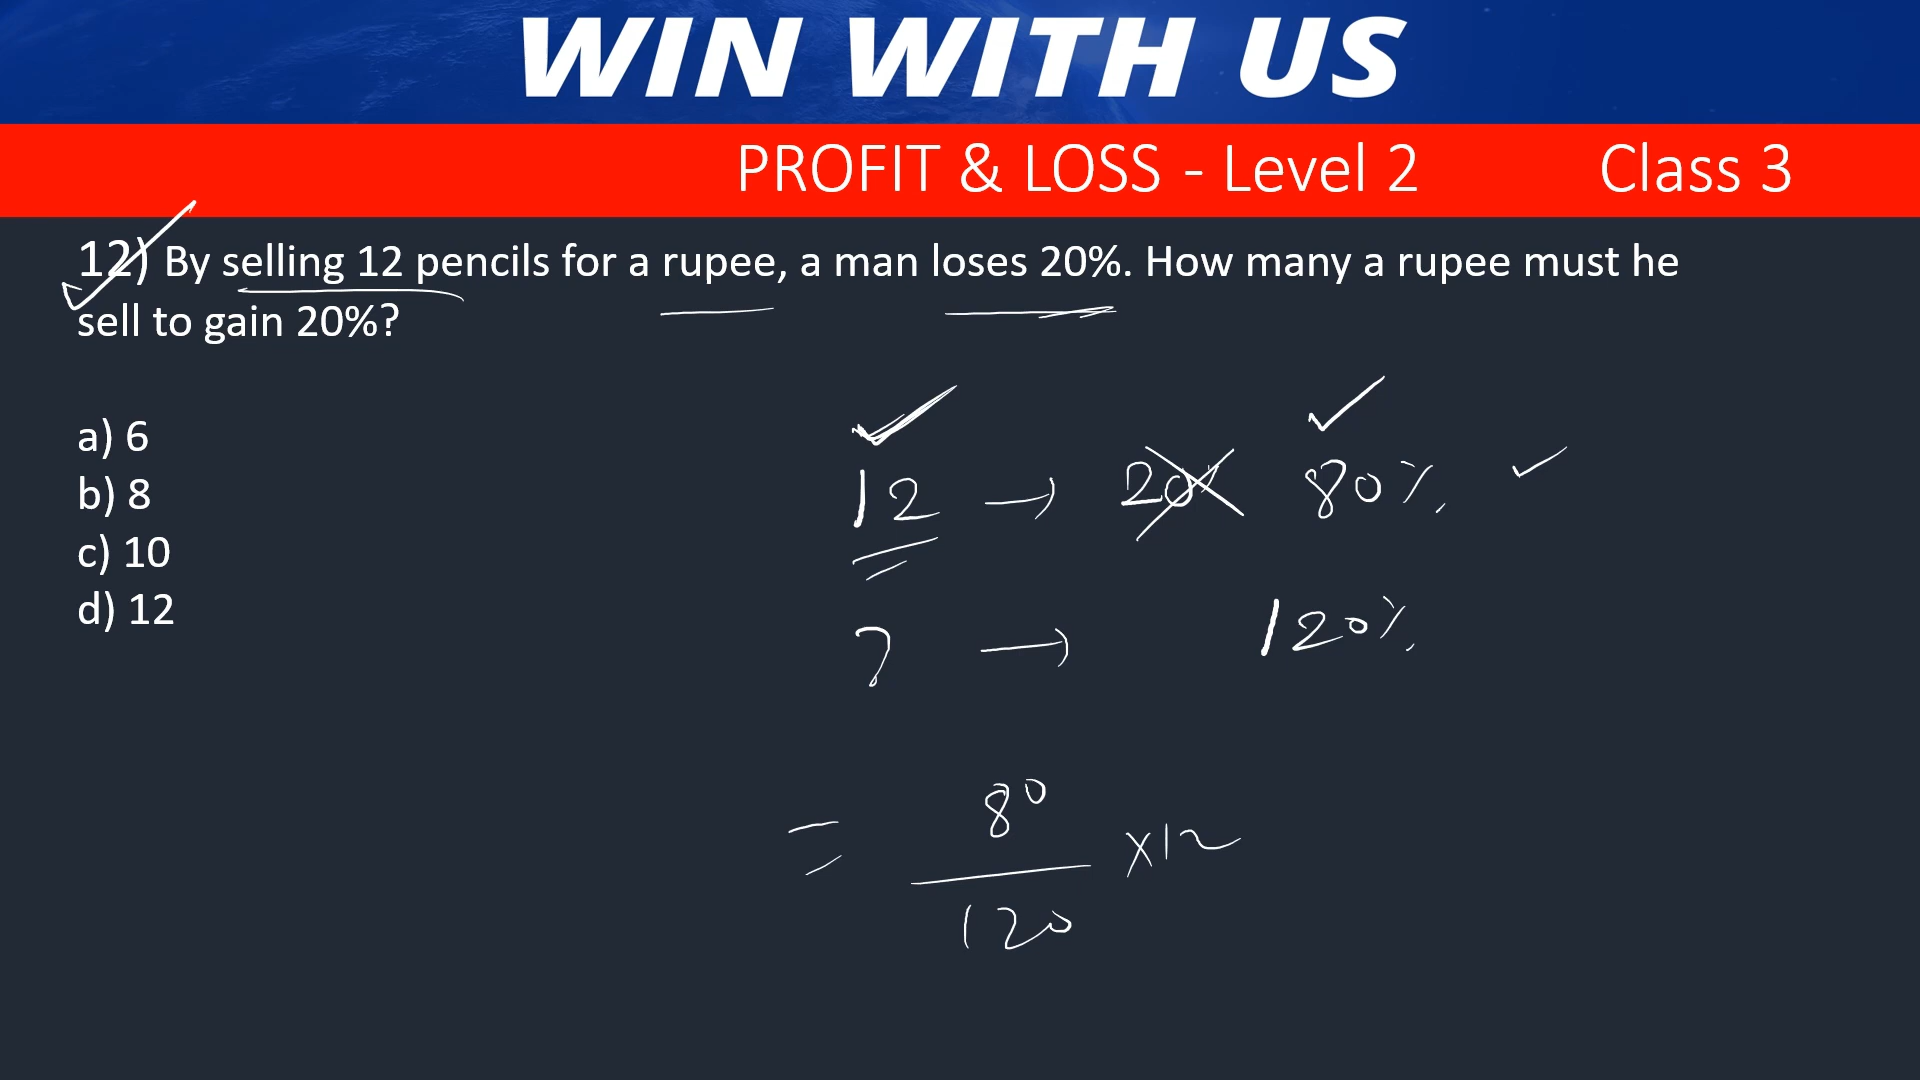 WIN WITH US
PROFIT & LOSS - Level 2 Class 3
12) By selling 12 pencils for a rupee, a man loses 20%. How many a rupee must he
sell to gain 20%?
a) 6
b) 8
c) 10
d) 12
12 → 20% 80%
? → 120%
= 80/120 ×12